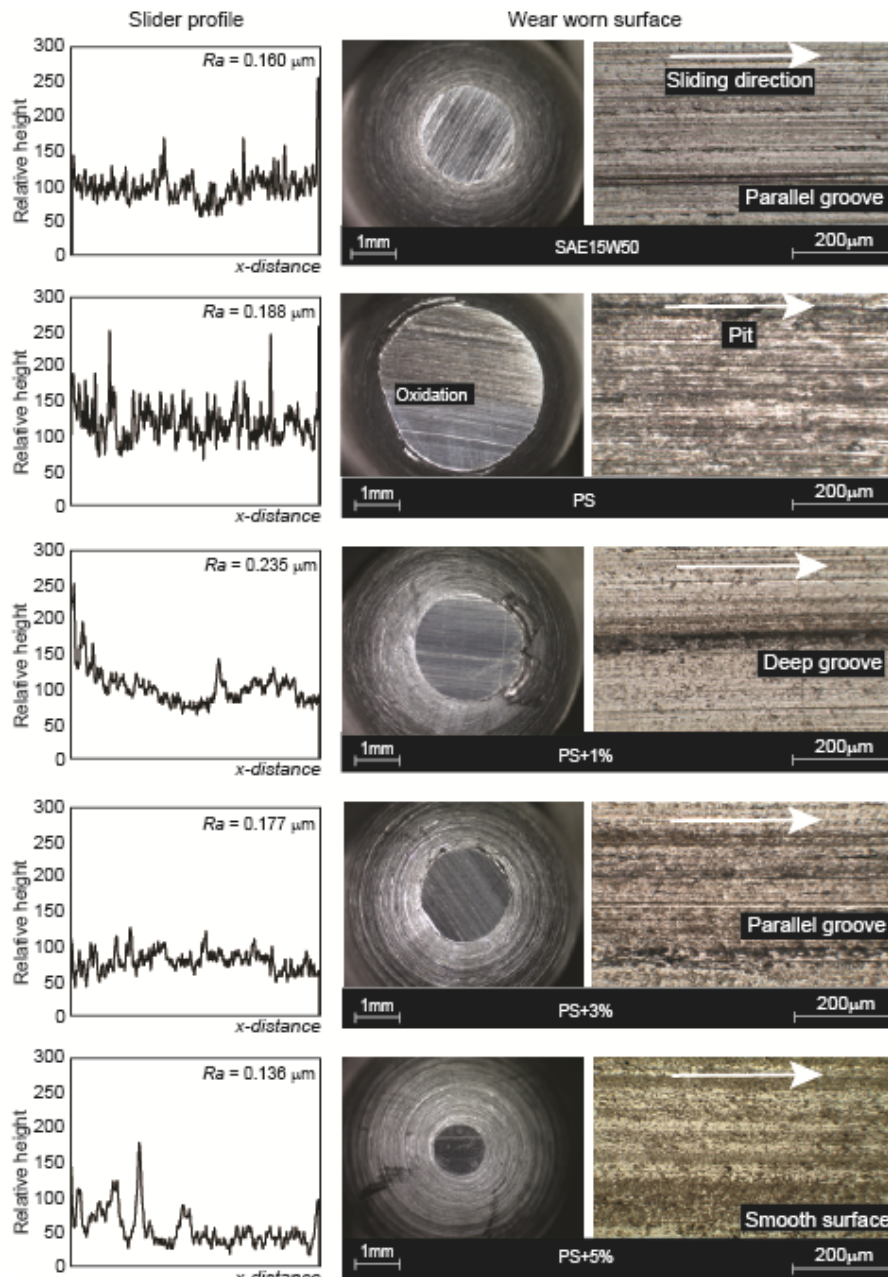 Slider profile
Wear worn surface
300
250
200
150
100
50
0
Relative height
Ra = 0.160 μm
x-distance
Sliding direction
Parallel groove
1mm
SAE15W50
200μm
300
250
200
150
100
50
0
Relative height
Ra = 0.188 μm
x-distance
Oxidation
Pit
1mm
PS
200μm
300
250
200
150
100
50
0
Relative height
Ra = 0.235 μm
x-distance
Deep groove
1mm
PS+1%
200μm
300
250
200
150
100
50
0
Relative height
Ra = 0.177 μm
x-distance
Parallel groove
1mm
PS+3%
200μm
300
250
200
150
100
50
0
Relative height
Ra = 0.136 μm
x-distance
Smooth surface
1mm
PS+5%
200μm